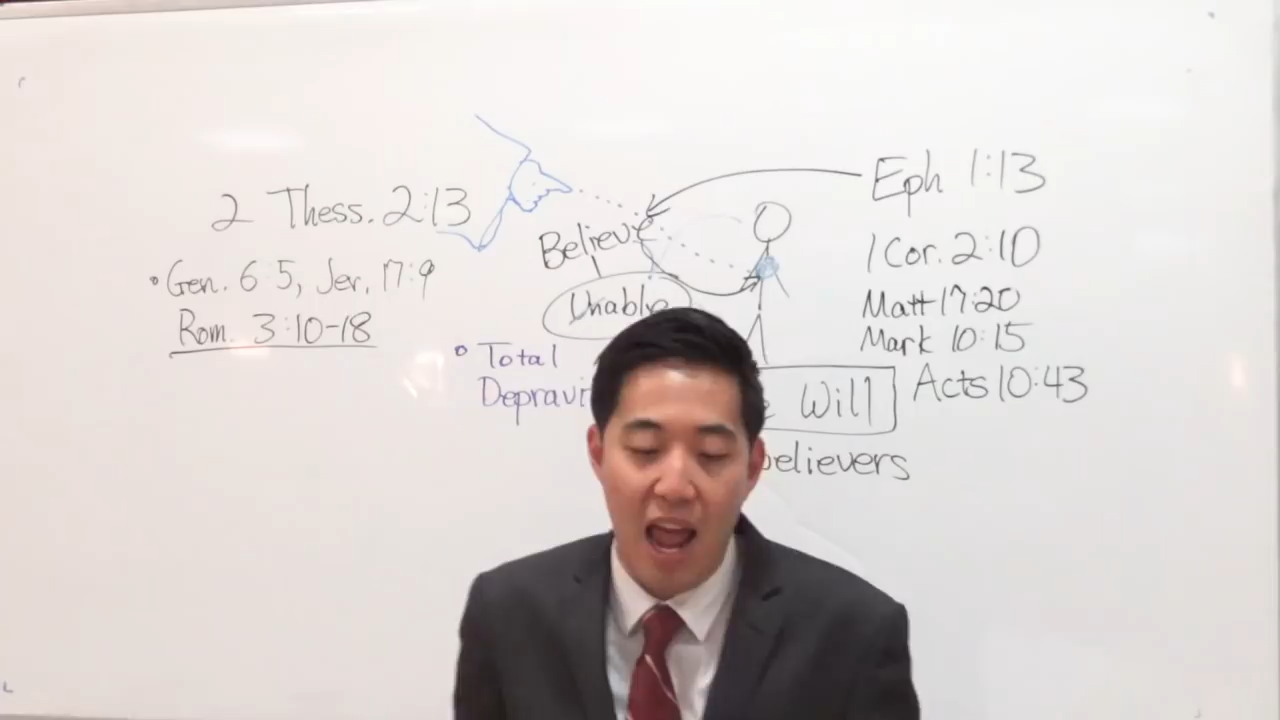 2 Thess. 2:13
• Gen. 6:5, Jer. 17:9
Rom. 3:10-18
Believe
Unable
• Total
Depravi
Eph 1:13
1 Cor. 2:10
Matt 17:20
Mark 10:15
Acts 10:43
e Will
believers